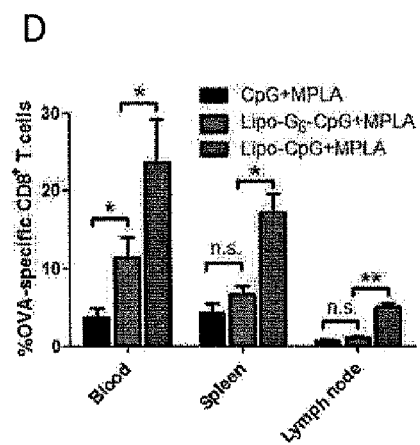 D
CpG+MPLA
Lipo-G₅-CpG+MPLA
Lipo-CpG+MPLA
%OVA-specific CD8⁺ T cells
30
20
10
0
*
*
n.s.
*
n.s.
**
Blood
Spleen
Lymph node